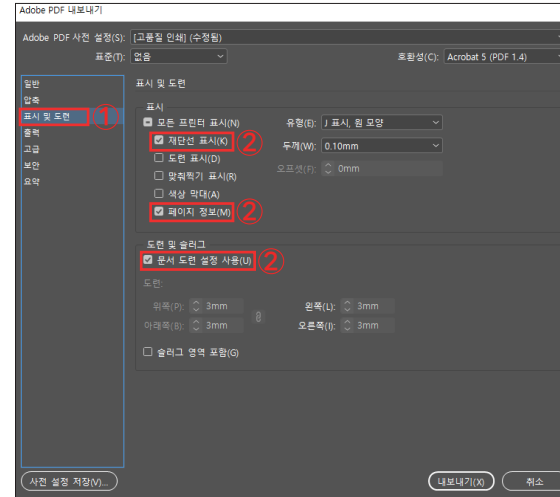 Adobe PDF 내보내기
Adobe PDF 사전 설정(S): [고품질 인쇄] (수정됨)
표준(T): 없음 호환성(C): Acrobat 5 (PDF 1.4)
일반
압축
표시 및 도련 ①
출력
고급
보안
요약
표시 및 도련
표시
모든 프린터 표시(N) 유형(E): J 표시, 원 모양
재단선 표시(K) ② 두께(W): 0.10mm
도련 표시(D) 오프셋(F): 0mm
맞춰찍기 표시(R)
색상 막대(A)
페이지 정보(M) ②
도련 및 슬러그
문서 도련 설정 사용(U) ②
도련:
위쪽(P): 3mm 왼쪽(L): 3mm
아래쪽(B): 3mm 오른쪽(I): 3mm
슬러그 영역 포함(G)
사전 설정 저장(V)... 내보내기(X) 취소